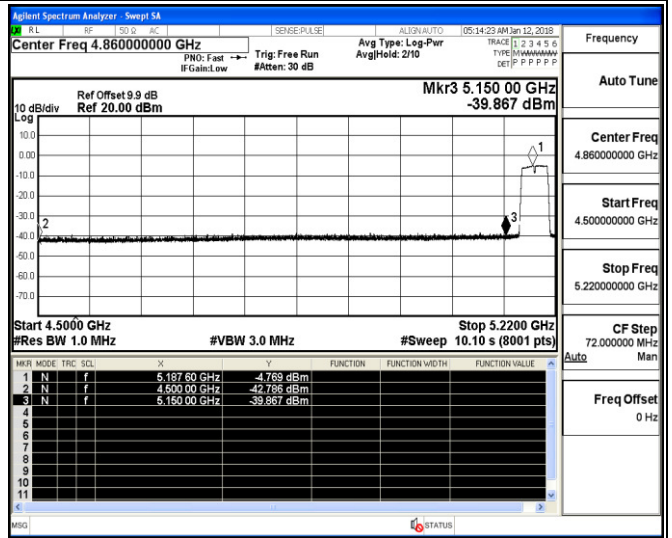 Agilent Spectrum Analyzer - Swept SA
RL RF 50 Ω AC SENSE:PULSE ALIGNAUTO 05:14:23 AM Jan 12, 2018
Center Freq 4.860000000 GHz
PNO: Fast
IFGain:Low
Trig: Free Run
#Atten: 30 dB
Avg Type: Log-Pwr
Avg|Hold: 2/10
TRACE 1 2 3 4 5 6
TYPE MWWWWW
DET P P P P P P
Mkr3 5.150 00 GHz
-39.867 dBm
Ref Offset 9.9 dB
10 dB/div Ref 20.00 dBm
Log
10.0
0.00
-10.0
-20.0
-30.0
-40.0
-50.0
-60.0
-70.0
1
2
3
Start 4.5000 GHz Stop 5.2200 GHz
#Res BW 1.0 MHz #VBW 3.0 MHz #Sweep 10.10 s (8001 pts)
MKR MODE TRC SCL X Y FUNCTION FUNCTION WIDTH FUNCTION VALUE
1 N f 5.187 60 GHz -4.769 dBm
2 N f 4.500 00 GHz -42.786 dBm
3 N f 5.150 00 GHz -39.867 dBm
4
5
6
7
8
9
10
11
MSG STATUS
Frequency
Auto Tune
Center Freq
4.860000000 GHz
Start Freq
4.500000000 GHz
Stop Freq
5.220000000 GHz
CF Step
72.000000 MHz
Auto Man
Freq Offset
0 Hz